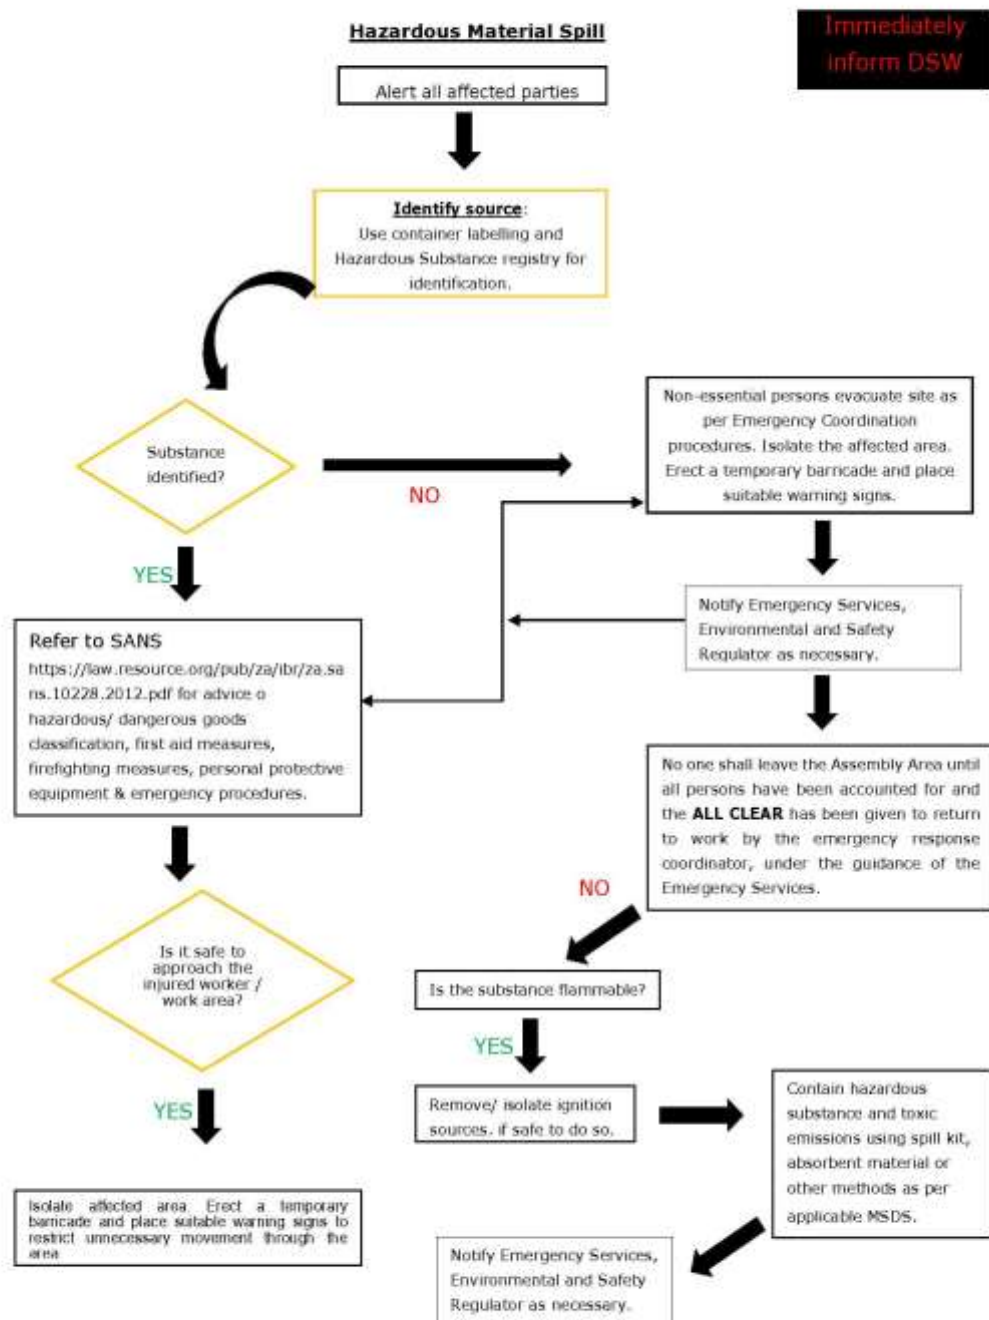 Hazardous Material Spill
Immediately
inform DSW
Alert all affected parties
Identify source:
Use container labelling and
Hazardous Substance registry for
identification.
Substance
identified?
NO
Non-essential persons evacuate site as
per Emergency Coordination
procedures. Isolate the affected area.
Erect a temporary barricade and place
suitable warning signs.
YES
Notify Emergency Services,
Environmental and Safety
Regulator as necessary.
Refer to SANS
https://law.resource.org/pub/za/ibr/za.sa
ns.10228.2012.pdf for advice o
hazardous/ dangerous goods
classification, first aid measures,
firefighting measures, personal protective
equipment & emergency procedures.
No one shall leave the Assembly Area until
all persons have been accounted for and
the ALL CLEAR has been given to return
to work by the emergency response
coordinator, under the guidance of the
Emergency Services.
NO
Is it safe to
approach the
injured worker /
work area?
Is the substance flammable?
YES
YES
Remove/ isolate ignition
sources. if safe to do so.
Contain hazardous
substance and toxic
emissions using spill kit,
absorbent material or
other methods as per
applicable MSDS.
Isolate affected area. Erect a temporary
barricade and place suitable warning signs to
restrict unnecessary movement through the
area
Notify Emergency Services,
Environmental and Safety
Regulator as necessary.